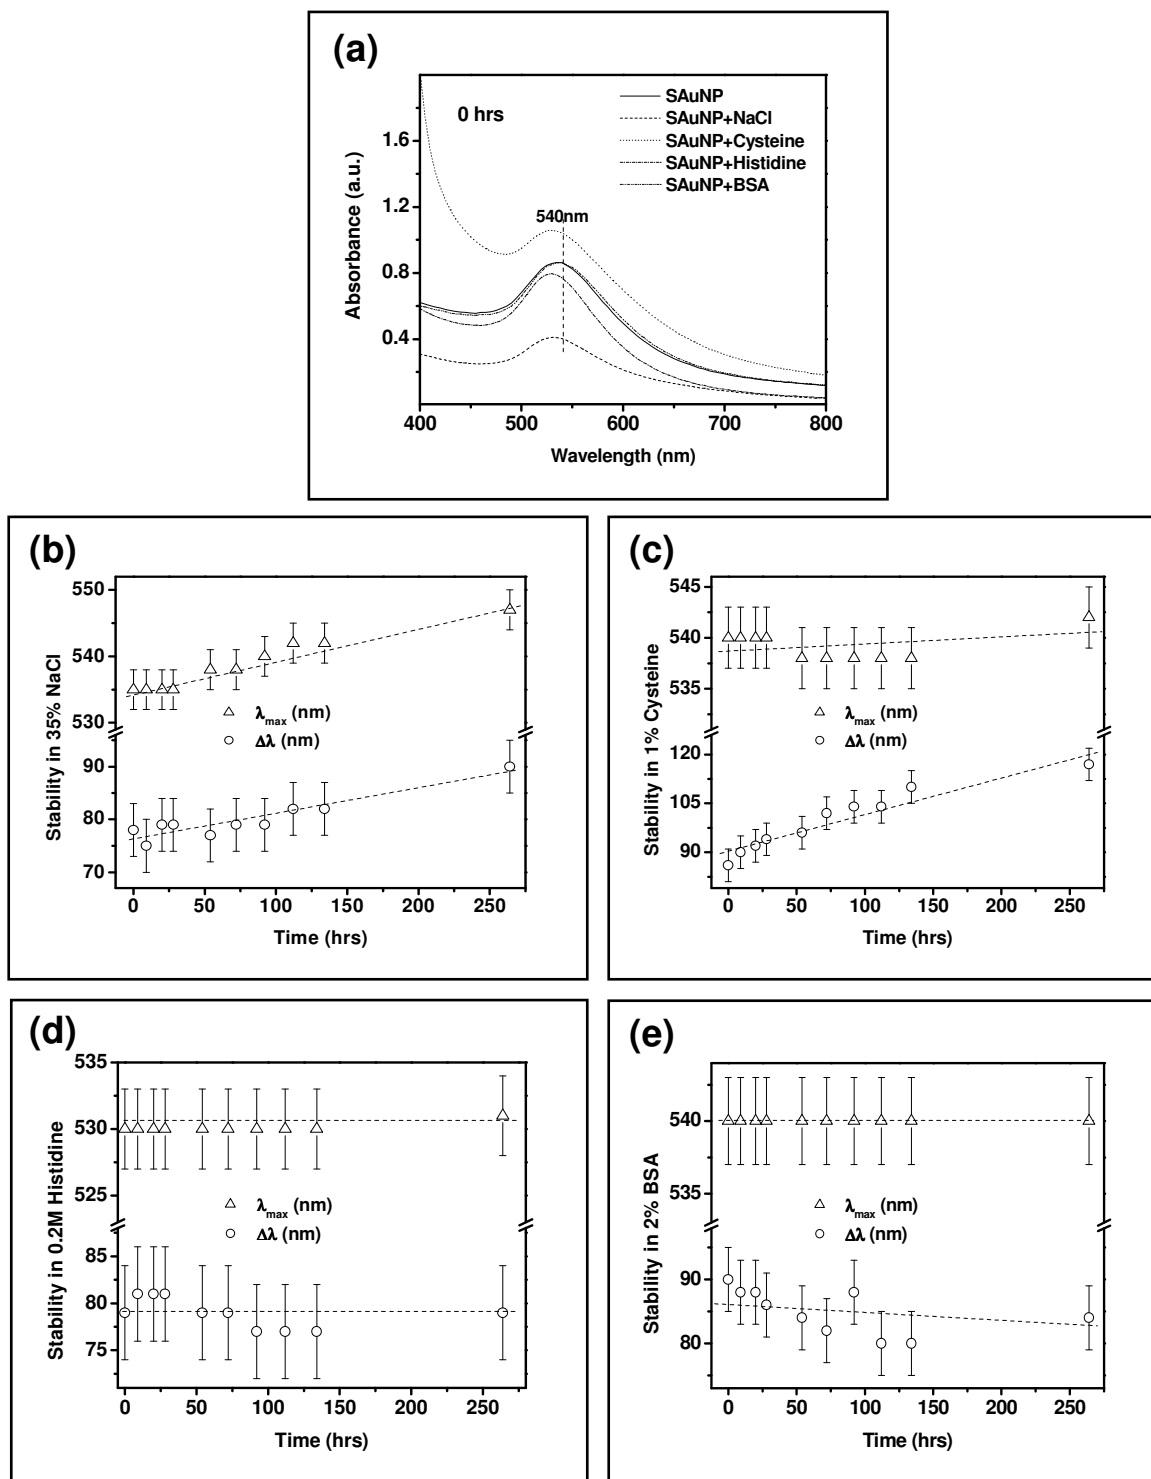 (a)
0 hrs
SAuNP
SAuNP+NaCl
SAuNP+Cysteine
SAuNP+Histidine
SAuNP+BSA
540nm
1.6
1.2
0.8
0.4
Absorbance (a.u.)
400 500 600 700 800
Wavelength (nm)
(b)
Stability in 35% NaCl
550
540
530
λmax (nm)
Δλ (nm)
90
80
70
0 50 100 150 200 250
Time (hrs)
(c)
Stability in 1% Cysteine
545
540
535
λmax (nm)
Δλ (nm)
120
105
90
0 50 100 150 200 250
Time (hrs)
(d)
Stability in 0.2M Histidine
535
530
525
λmax (nm)
Δλ (nm)
85
80
75
0 50 100 150 200 250
Time (hrs)
(e)
Stability in 2% BSA
540
535
λmax (nm)
Δλ (nm)
90
80
0 50 100 150 200 250
Time (hrs)